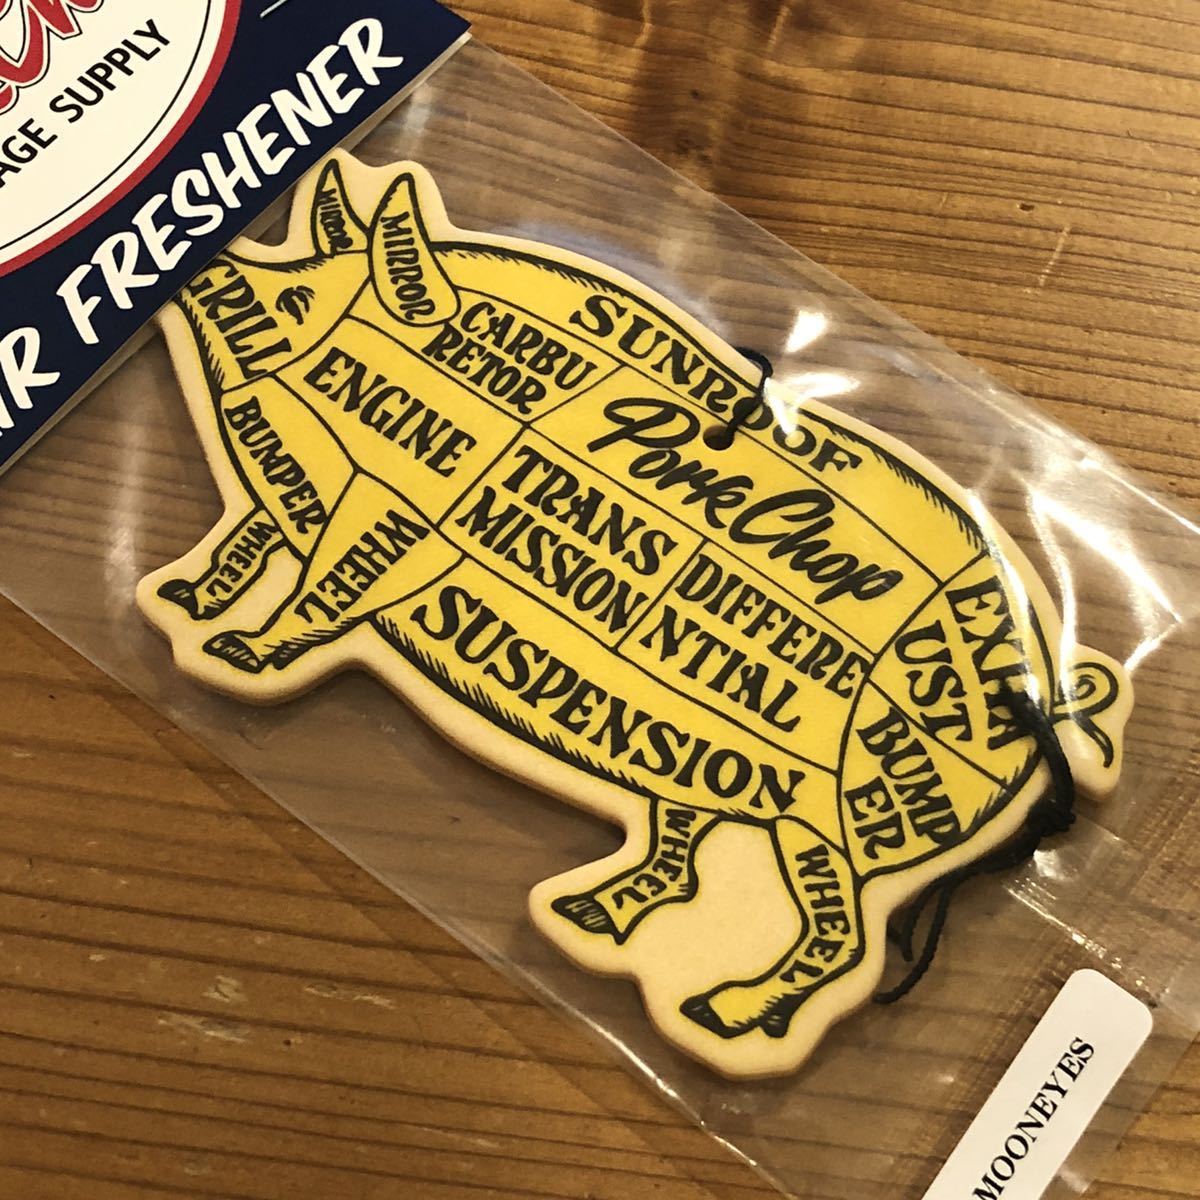 AGE SUPPLY
AIR FRESHENER
MIRROR
MIRROR
GRILL
CARBU
RETOR
SUNROOF
ENGINE
Pork Chop
BUMPER
TRANS
MISSION
DIFFERE
NTIAL
EXHA
UST
WHEEL
WHEEL
SUSPENSION
BUMP
ER
WHEEL
WHEEL
MOONEYES